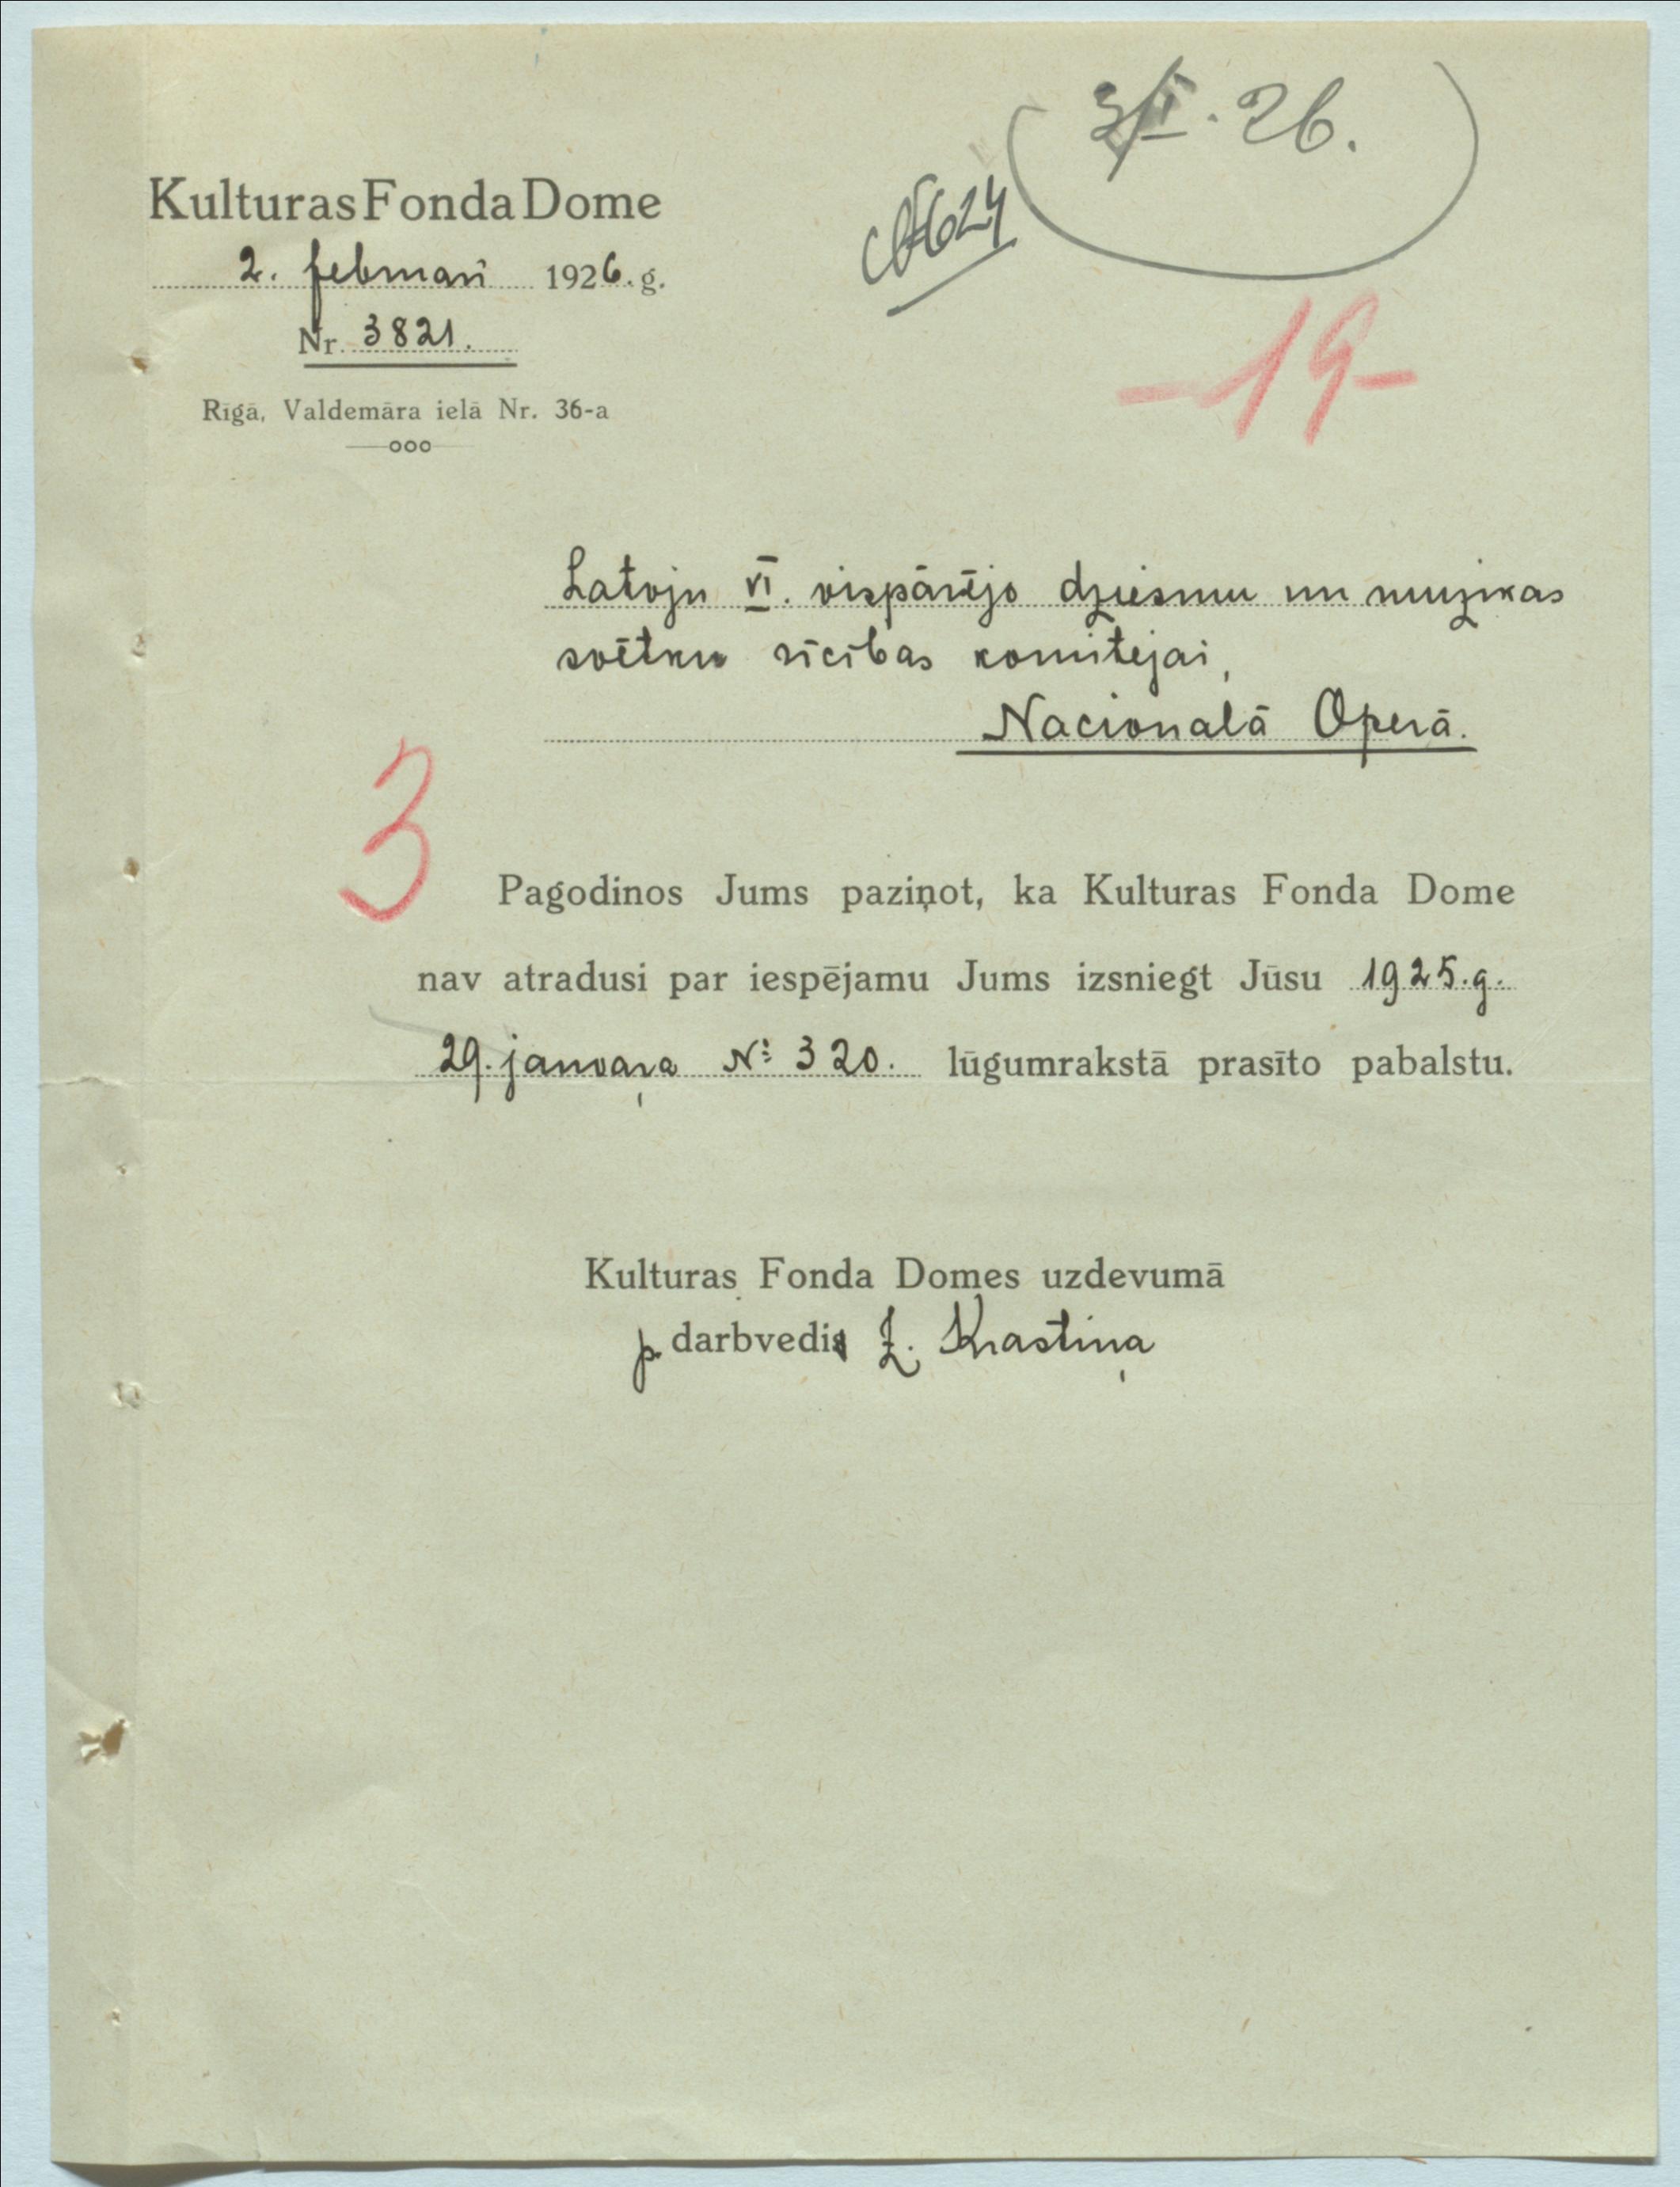 3/II. 26.
№ 624
Kulturas Fonda Dome
2. februarī 1926. g.
Nr. 3821.
-19-
Rīgā, Valdemāra ielā Nr. 36-a
Latvju VI. vispārējo dziesmu un muzikas
svētku rīcības komitejai,
Nacionalā Operā.
3
Pagodinos Jums paziņot, ka Kulturas Fonda Dome
nav atradusi par iespējamu Jums izsniegt Jūsu 1925.g.
29. janvaŗa № 320. lūgumrakstā prasīto pabalstu.
Kulturas Fonda Domes uzdevumā
p. darbvedis Z. Krastiņa